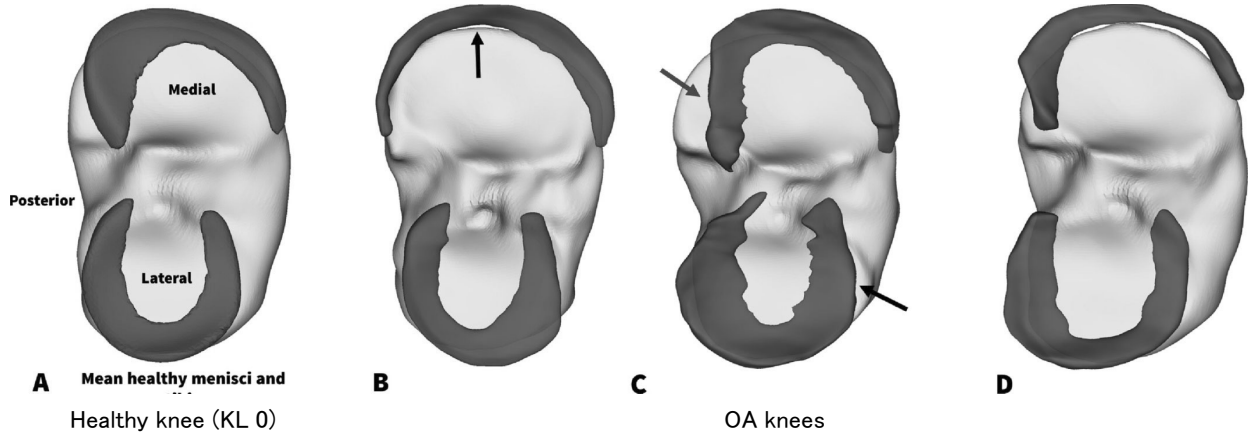 Medial
Posterior
Lateral
A Mean healthy menisci and
B
C
D
Healthy knee (KL 0)
OA knees